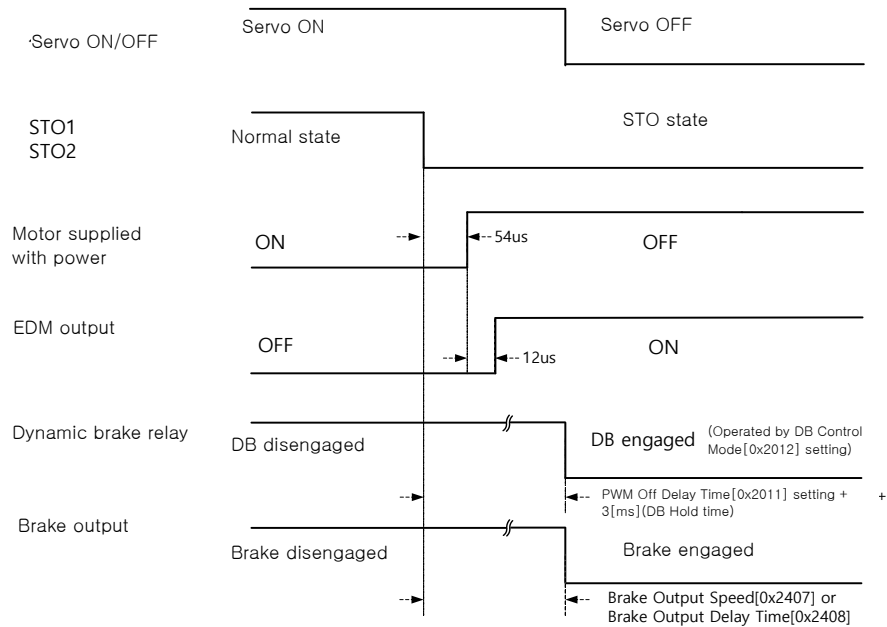 Servo ON/OFF
Servo ON
Servo OFF
STO1
STO2
Normal state
STO state
Motor supplied
with power
ON
54us
OFF
EDM output
OFF
12us
ON
Dynamic brake relay
DB disengaged
DB engaged
(Operated by DB Control
Mode[0x2012] setting)
PWM Off Delay Time[0x2011] setting +
3[ms](DB Hold time)
+
Brake output
Brake disengaged
Brake engaged
Brake Output Speed[0x2407] or
Brake Output Delay Time[0x2408]